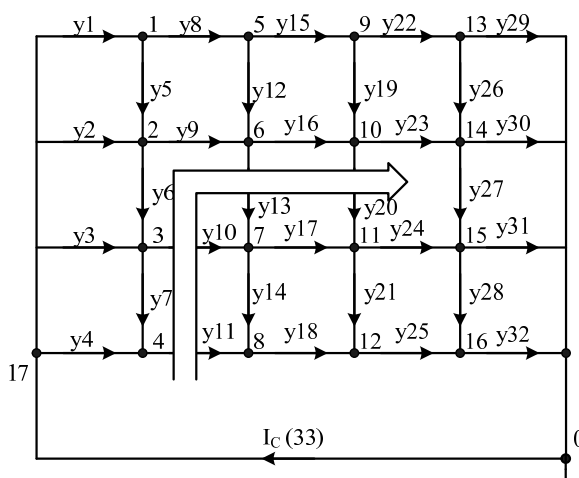 y1 1 y8 5 y15 9 y22 13 y29
y5 y12 y19 y26
y2 2 y9 6 y16 10 y23 14 y30
y6 y13 y20 y27
y3 3 y10 7 y17 11 y24 15 y31
y7 y14 y21 y28
y4 4 y11 8 y18 12 y25 16 y32
17
I_C (33) 0